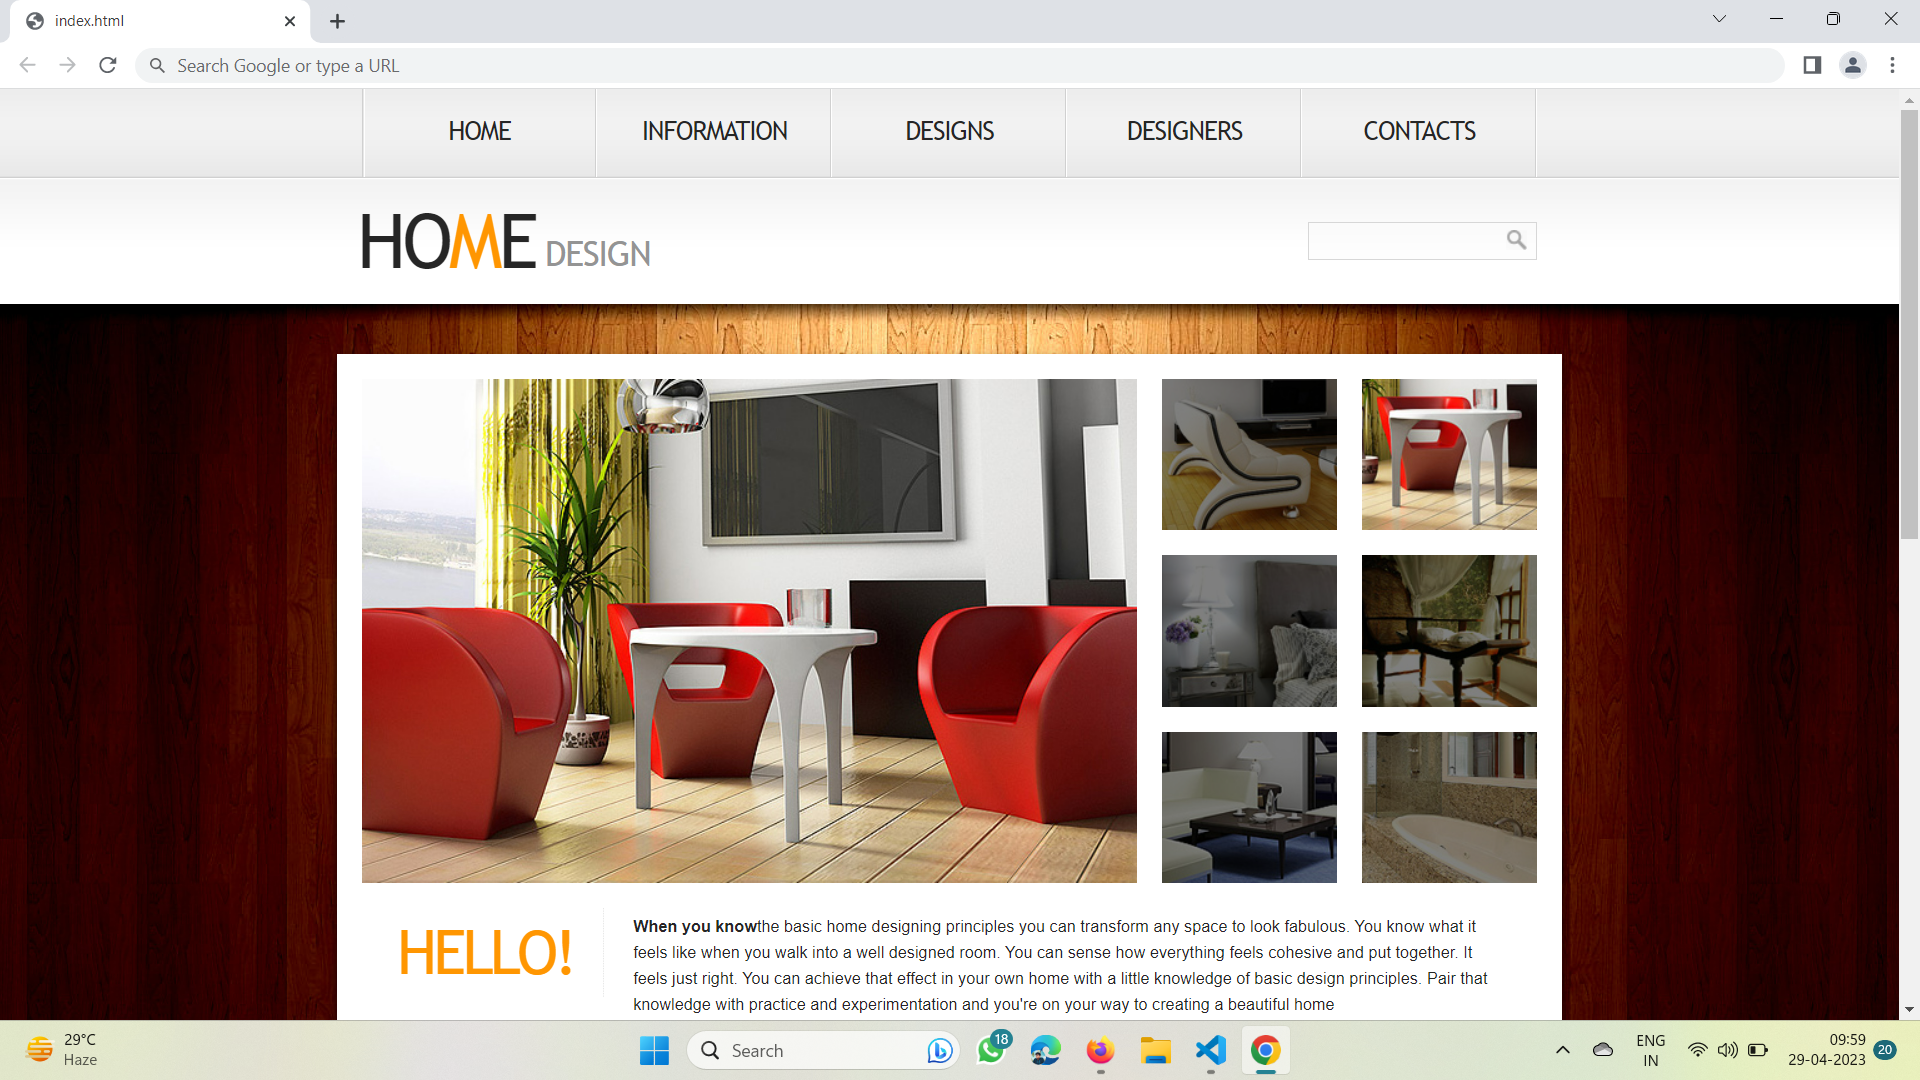 index.html
Search Google or type a URL
HOME INFORMATION DESIGNS DESIGNERS CONTACTS
HOME DESIGN
HELLO!
When you knowthe basic home designing principles you can transform any space to look fabulous. You know what it
feels like when you walk into a well designed room. You can sense how everything feels cohesive and put together. It
feels just right. You can achieve that effect in your own home with a little knowledge of basic design principles. Pair that
knowledge with practice and experimentation and you're on your way to creating a beautiful home
29°C
Haze
Search
18
ENG
IN
09:59
29-04-2023
20